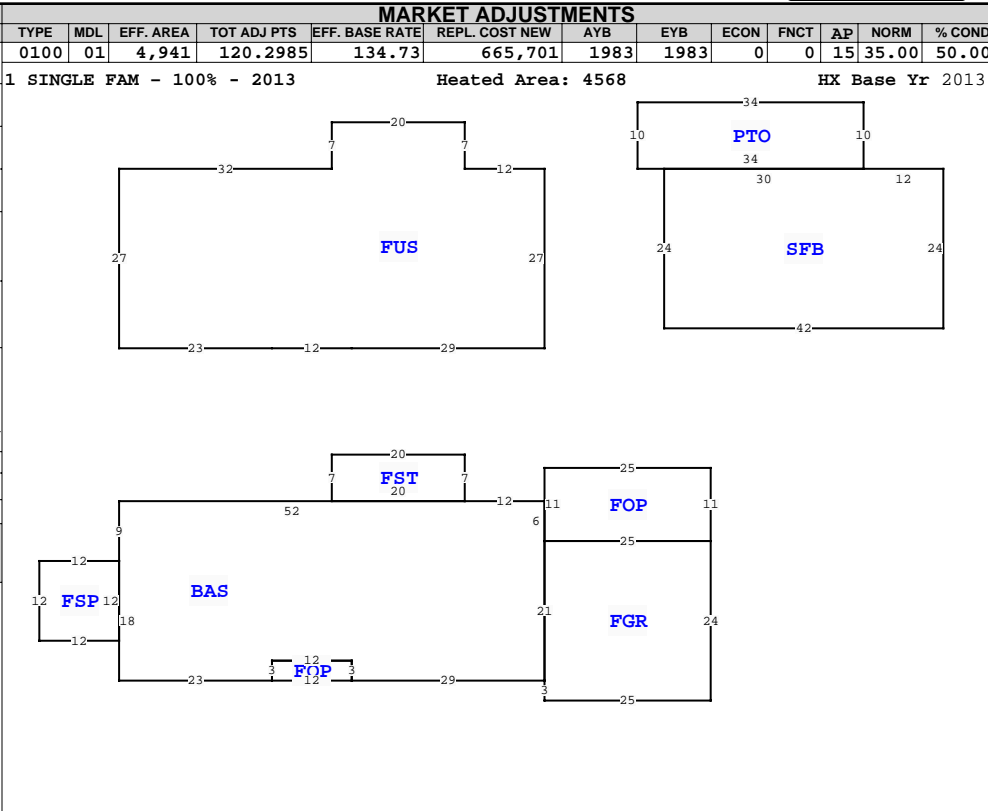 MARKET ADJUSTMENTS
TYPE MDL EFF. AREA TOT ADJ PTS EFF. BASE RATE REPL. COST NEW AYB EYB ECON FNCT AP NORM % COND
0100 01 4,941 120.2985 134.73 665,701 1983 1983 0 0 15 35.00 50.00
1 SINGLE FAM - 100% - 2013 Heated Area: 4568 HX Base Yr 2013
34
20
10 PTO 10
7 7
34
32 12
30 12
FUS
24 SFB 24
27 27
42
23 12 29
20
7 FST 7
25
20
12
11 FOP 11
52
6
9
25
12
BAS
12 FSP 12
21
18
FGR 24
12
12
3 FOP 3
23 12 29
3
25